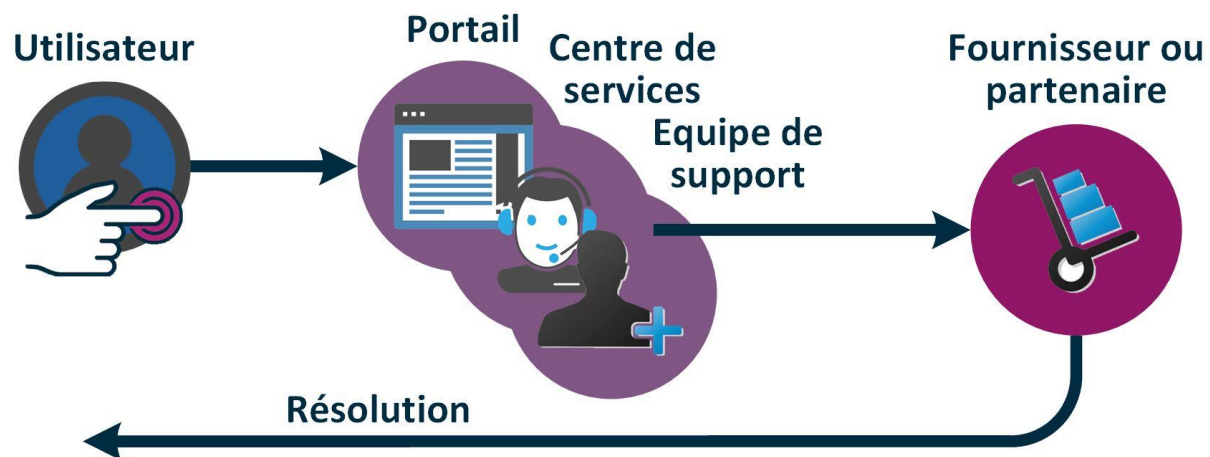 Utilisateur
Portail
Centre de
services
Equipe de
support
Fournisseur ou
partenaire
Résolution